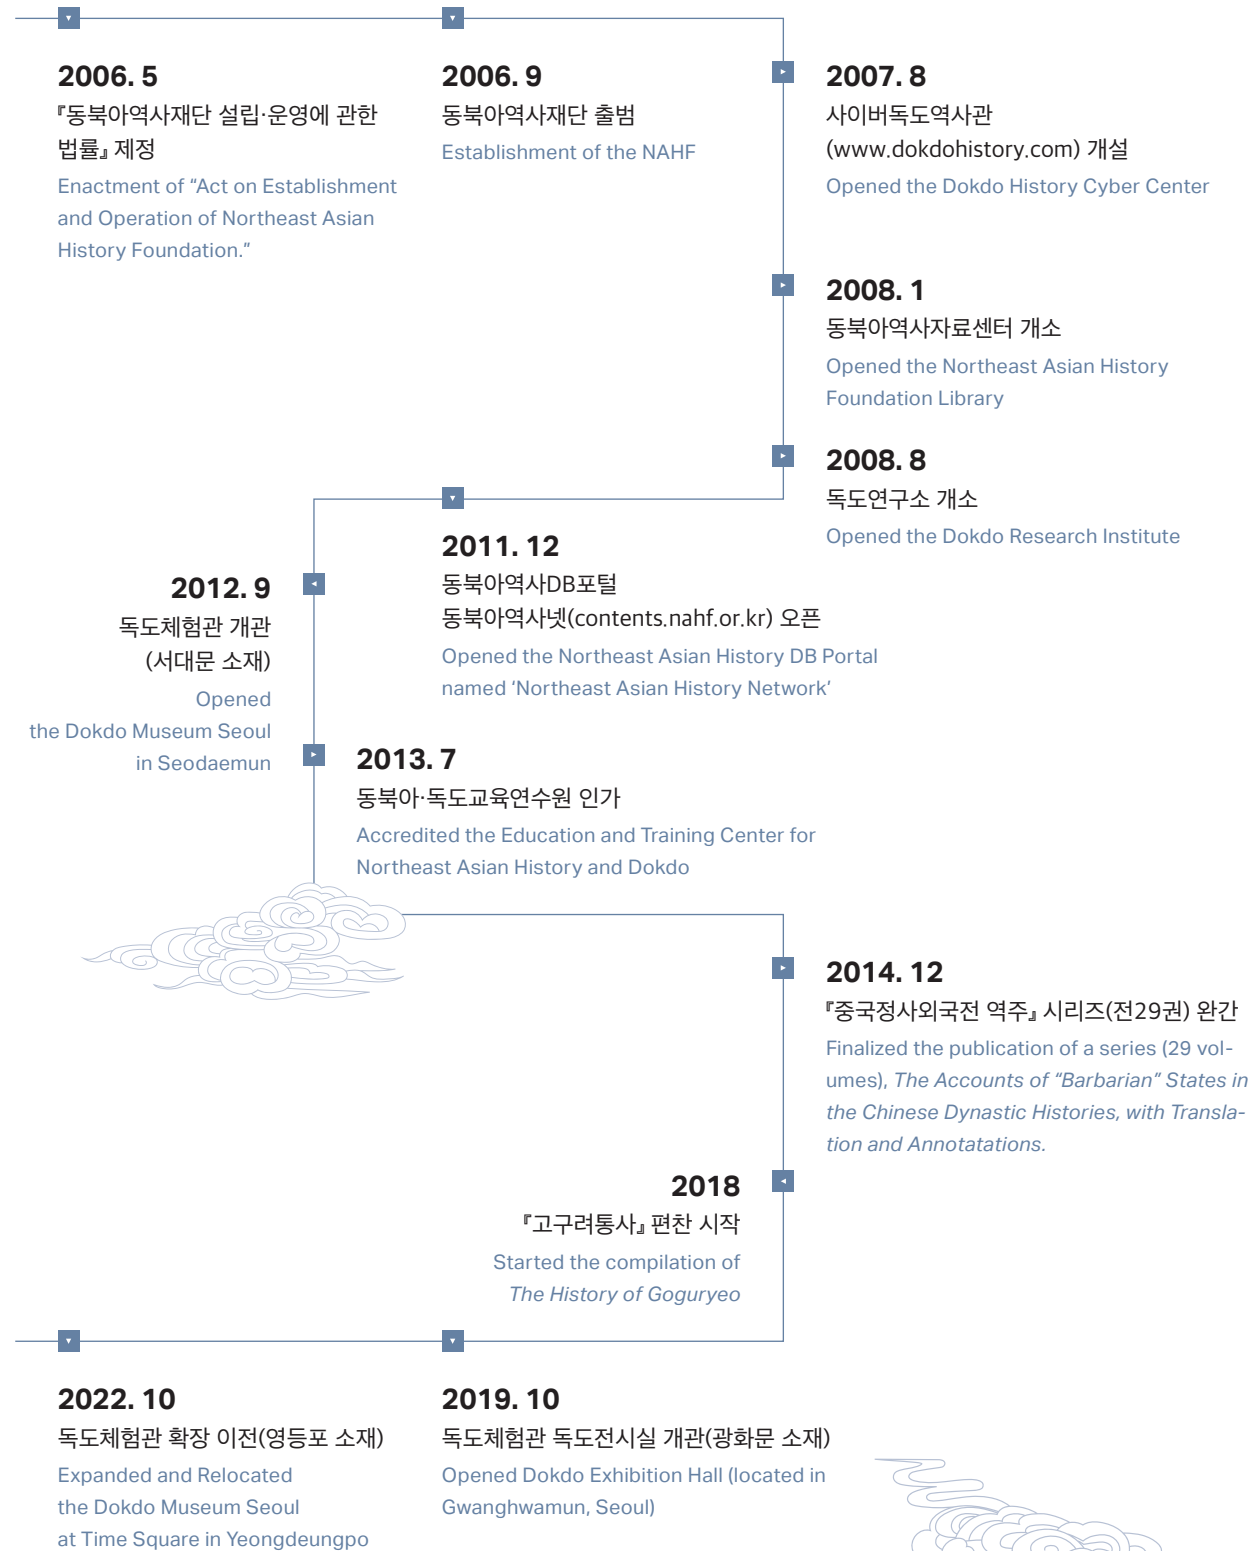 2006. 5
『동북아역사재단 설립·운영에 관한
법률』 제정
Enactment of “Act on Establishment
and Operation of Northeast Asian
History Foundation.”
2006. 9
동북아역사재단 출범
Establishment of the NAHF
2007. 8
사이버독도역사관
(www.dokdohistory.com) 개설
Opened the Dokdo History Cyber Center
2008. 1
동북아역사자료센터 개소
Opened the Northeast Asian History
Foundation Library
2008. 8
독도연구소 개소
Opened the Dokdo Research Institute
2011. 12
동북아역사DB포털
동북아역사넷(contents.nahf.or.kr) 오픈
Opened the Northeast Asian History DB Portal
named ‘Northeast Asian History Network’
2012. 9
독도체험관 개관
(서대문 소재)
Opened
the Dokdo Museum Seoul
in Seodaemun
2013. 7
동북아·독도교육연수원 인가
Accredited the Education and Training Center for
Northeast Asian History and Dokdo
2014. 12
『중국정사외국전 역주』 시리즈(전29권) 완간
Finalized the publication of a series (29 vol-
umes), The Accounts of “Barbarian” States in
the Chinese Dynastic Histories, with Transla-
tion and Annotatations.
2018
『고구려통사』 편찬 시작
Started the compilation of
The History of Goguryeo
2019. 10
독도체험관 독도전시실 개관(광화문 소재)
Opened Dokdo Exhibition Hall (located in
Gwanghwamun, Seoul)
2022. 10
독도체험관 확장 이전(영등포 소재)
Expanded and Relocated
the Dokdo Museum Seoul
at Time Square in Yeongdeungpo